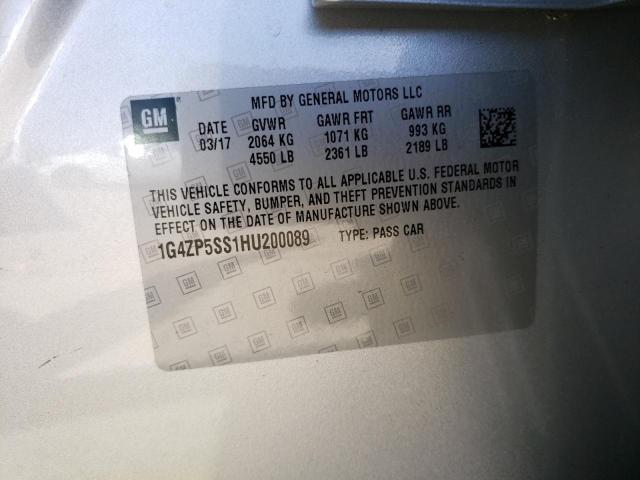 MFD BY GENERAL MOTORS LLC
GM
DATE GVWR GAWR FRT GAWR RR
03/17 2064 KG 1071 KG 993 KG
4550 LB 2361 LB 2189 LB
THIS VEHICLE CONFORMS TO ALL APPLICABLE U.S. FEDERAL MOTOR
VEHICLE SAFETY, BUMPER, AND THEFT PREVENTION STANDARDS IN
EFFECT ON THE DATE OF MANUFACTURE SHOWN ABOVE.
1G4ZP5SS1HU200089 TYPE: PASS CAR